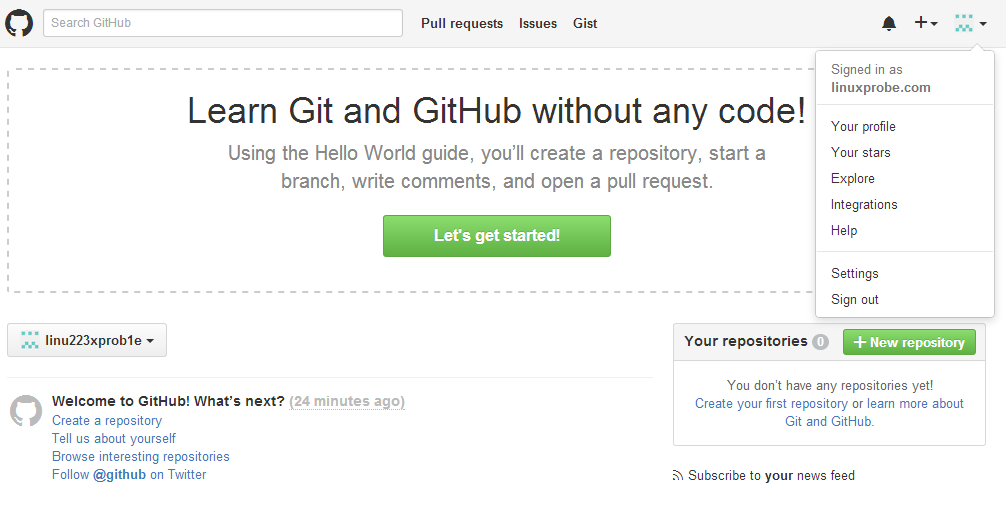 Search GitHub
Pull requests Issues Gist
Signed in as
linuxprobe.com
Your profile
Your stars
Explore
Integrations
Help
Settings
Sign out
Learn Git and GitHub without any code!
Using the Hello World guide, you’ll create a repository, start a
branch, write comments, and open a pull request.
Let's get started!
linu223xprob1e
Welcome to GitHub! What’s next? (24 minutes ago)
Create a repository
Tell us about yourself
Browse interesting repositories
Follow @github on Twitter
Your repositories 0
New repository
You don’t have any repositories yet!
Create your first repository or learn more about
Git and GitHub.
Subscribe to your news feed